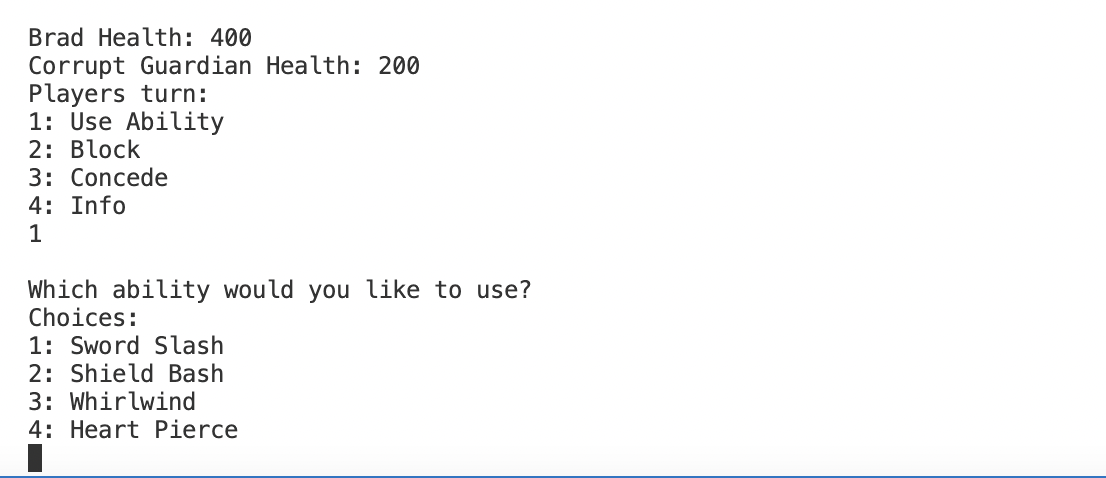 Brad Health: 400
Corrupt Guardian Health: 200
Players turn:
1: Use Ability
2: Block
3: Concede
4: Info
1
Which ability would you like to use?
Choices:
1: Sword Slash
2: Shield Bash
3: Whirlwind
4: Heart Pierce